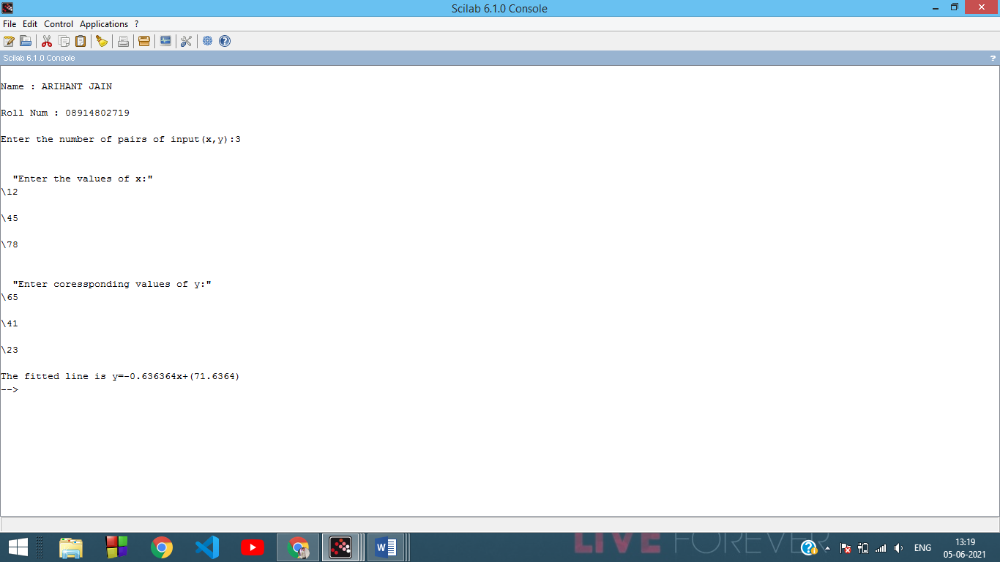 Scilab 6.1.0 Console
File Edit Control Applications ?
Scilab 6.1.0 Console ?
Name : ARIHANT JAIN
Roll Num : 08914802719
Enter the number of pairs of input(x,y):3
"Enter the values of x:"
\12
\45
\78
"Enter coressponding values of y:"
\65
\41
\23
The fitted line is y=-0.636364x+(71.6364)
-->
LIVE FOREVER
ENG
13:19
05-06-2021